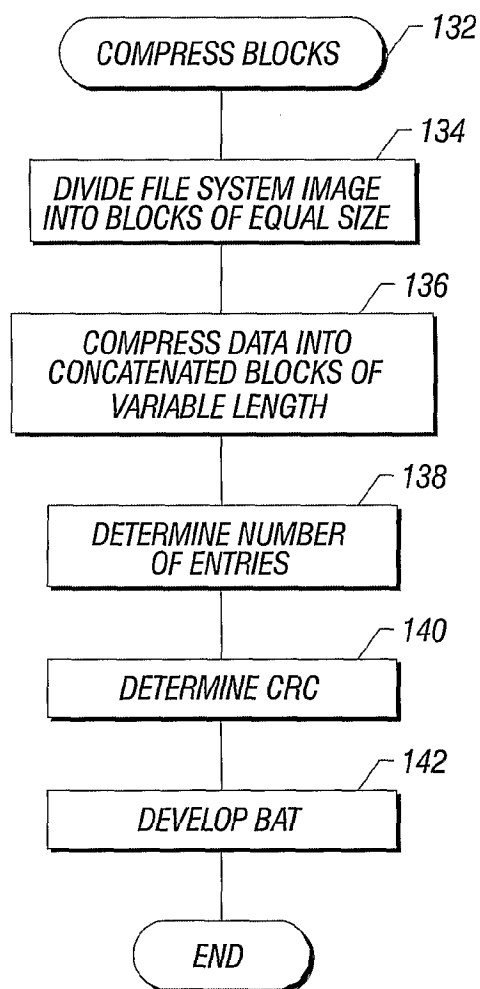 COMPRESS BLOCKS
132
134
DIVIDE FILE SYSTEM IMAGE
INTO BLOCKS OF EQUAL SIZE
136
COMPRESS DATA INTO
CONCATENATED BLOCKS OF
VARIABLE LENGTH
138
DETERMINE NUMBER
OF ENTRIES
140
DETERMINE CRC
142
DEVELOP BAT
END